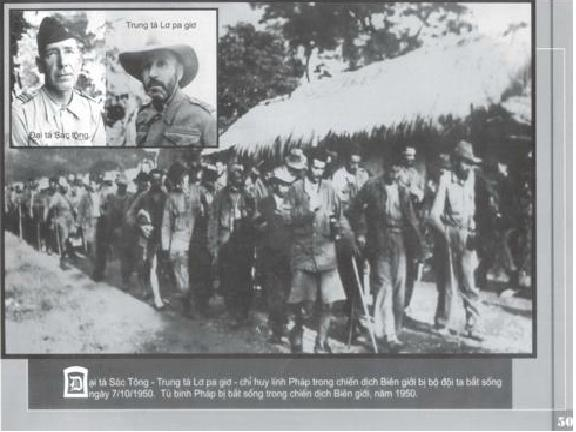 Trung tá Lơ pa giơ
Đại tá Sác Tông
Đại tá Sốc Tông - Trung tá Lơ pa giơ - chỉ huy lính Pháp trong chiến dịch Biên giới bị bộ đội ta bắt sống
ngày 7/10/1950. Tù binh Pháp bị bắt sống trong chiến dịch Biên giới, năm 1950.
50